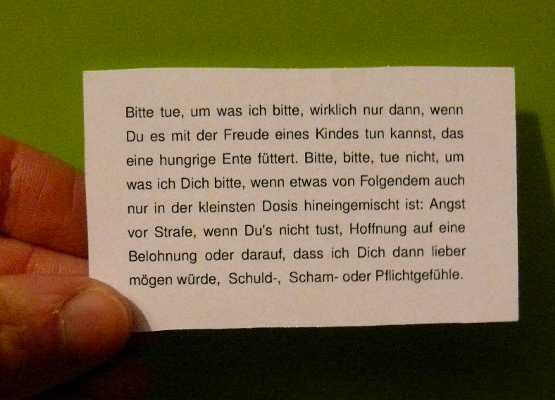 Bitte tue, um was ich bitte, wirklich nur dann, wenn
Du es mit der Freude eines Kindes tun kannst, das
eine hungrige Ente füttert. Bitte, bitte, tue nicht, um
was ich Dich bitte, wenn etwas von Folgendem auch
nur in der kleinsten Dosis hineingemischt ist: Angst
vor Strafe, wenn Du's nicht tust, Hoffnung auf eine
Belohnung oder darauf, dass ich Dich dann lieber
mögen würde, Schuld-, Scham- oder Pflichtgefühle.